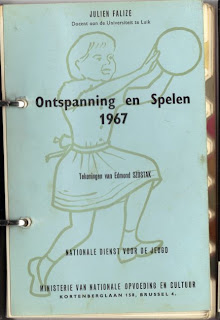 JULIEN FALIZE
Docent aan de Universiteit te Luik
Ontspanning en Spelen
1967
Tekeningen van Edmund SZOSTAK
NATIONALE DIENST VOOR DE JEUGD
MINISTERIE VAN NATIONALE OPVOEDING EN CULTUUR
KORTENBERGLAAN 158, BRUSSEL 4.